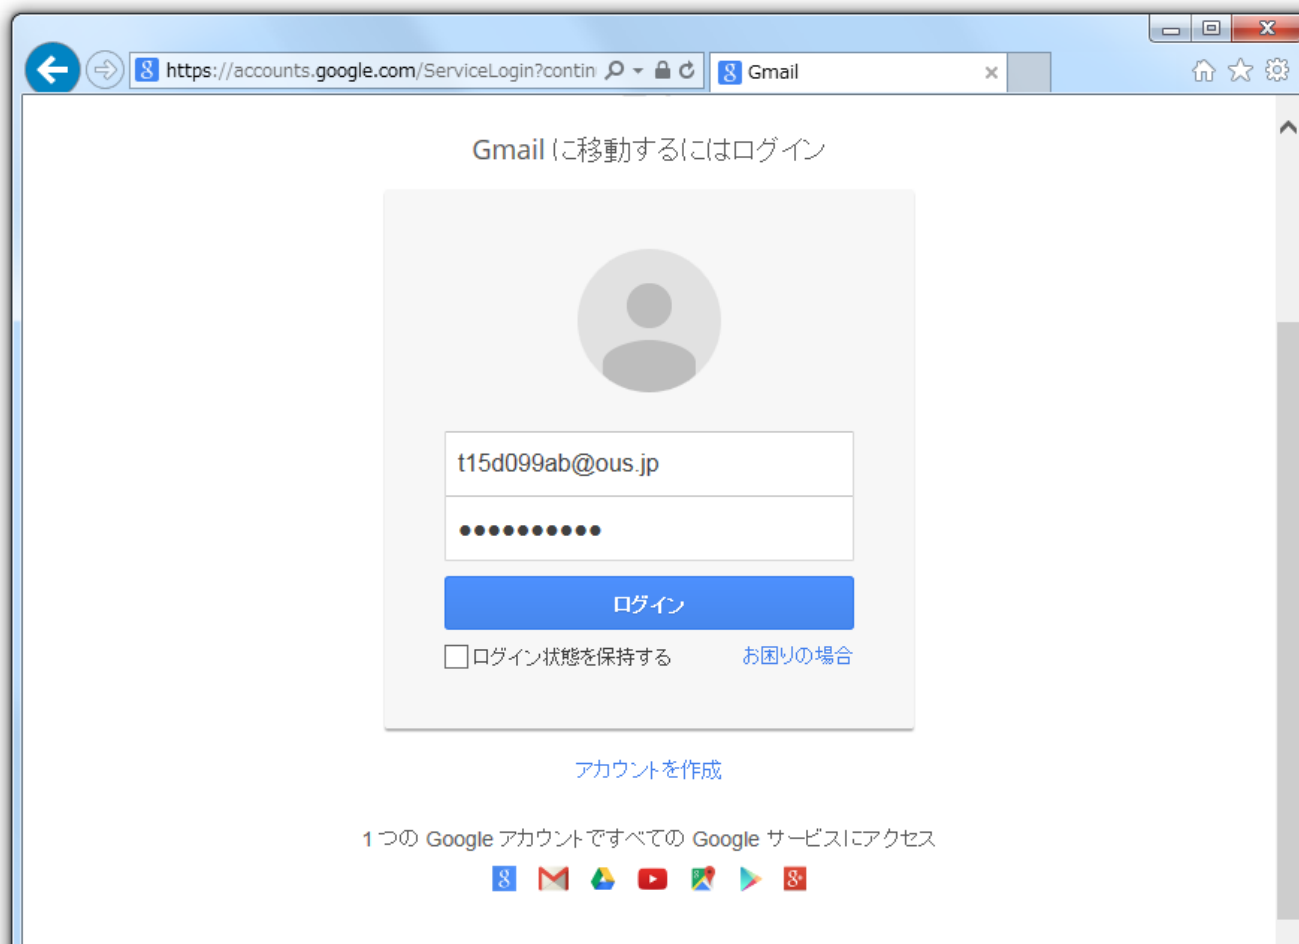 https://accounts.google.com/ServiceLogin?contin
Gmail
Gmail に移動するにはログイン
t15d099ab@ous.jp
●●●●●●●●●●
ログイン
ログイン状態を保持する
お困りの場合
アカウントを作成
1 つの Google アカウントですべての Google サービスにアクセス